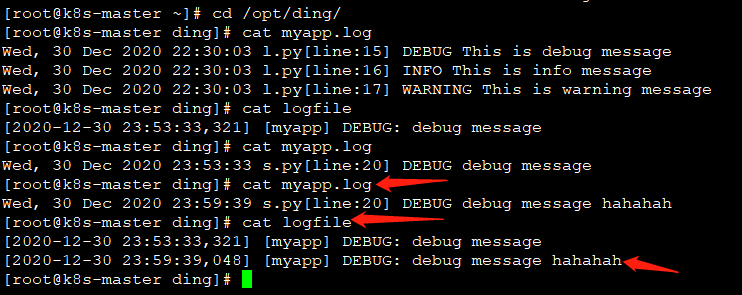 [root@k8s-master ~]# cd /opt/ding/
[root@k8s-master ding]# cat myapp.log
Wed, 30 Dec 2020 22:30:03 l.py[line:15] DEBUG This is debug message
Wed, 30 Dec 2020 22:30:03 l.py[line:16] INFO This is info message
Wed, 30 Dec 2020 22:30:03 l.py[line:17] WARNING This is warning message
[root@k8s-master ding]# cat logfile
[2020-12-30 23:53:33,321] [myapp] DEBUG: debug message
[root@k8s-master ding]# cat myapp.log
Wed, 30 Dec 2020 23:53:33 s.py[line:20] DEBUG debug message
[root@k8s-master ding]# cat myapp.log
Wed, 30 Dec 2020 23:59:39 s.py[line:20] DEBUG debug message hahahah
[root@k8s-master ding]# cat logfile
[2020-12-30 23:53:33,321] [myapp] DEBUG: debug message
[2020-12-30 23:59:39,048] [myapp] DEBUG: debug message hahahah
[root@k8s-master ding]#